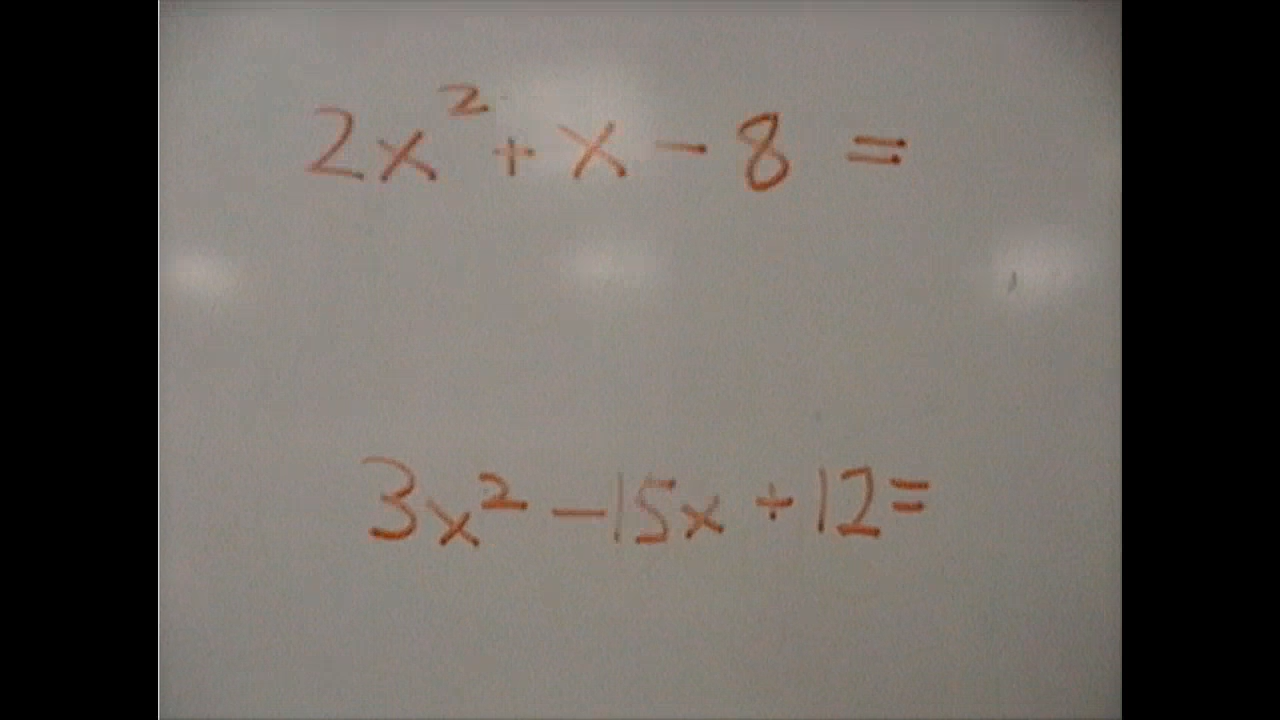 2x² + x - 8 =
3x² - 15x + 12 =